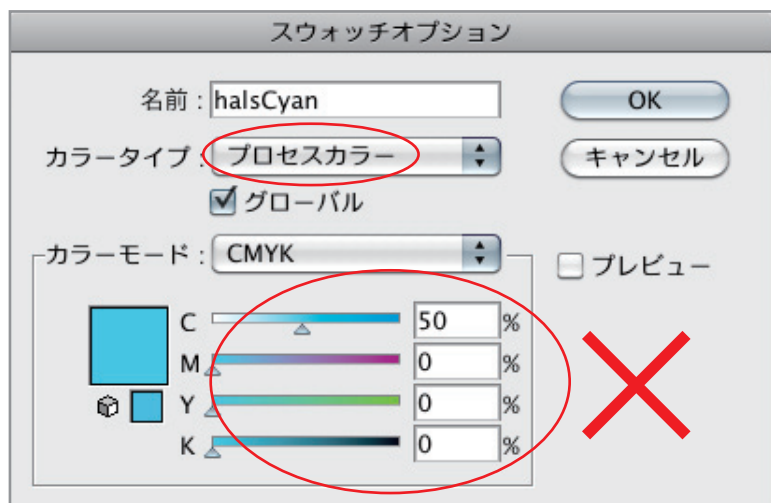 スウォッチオプション
名前 : halsCyan
OK
カラータイプ : プロセスカラー
キャンセル
グローバル
カラーモード : CMYK
プレビュー
C 50 %
M 0 %
Y 0 %
K 0 %